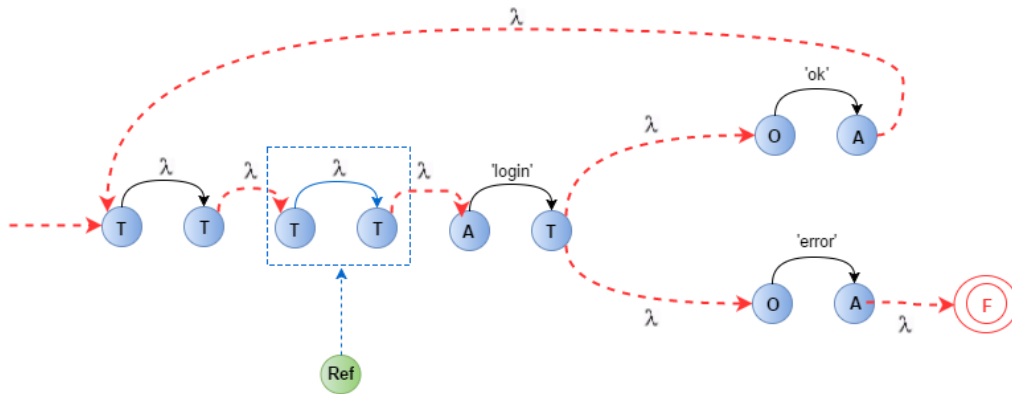 λ
'ok'
O A
λ
λ λ λ λ 'login'
T T T T A T
'error'
O A F
λ λ
Ref